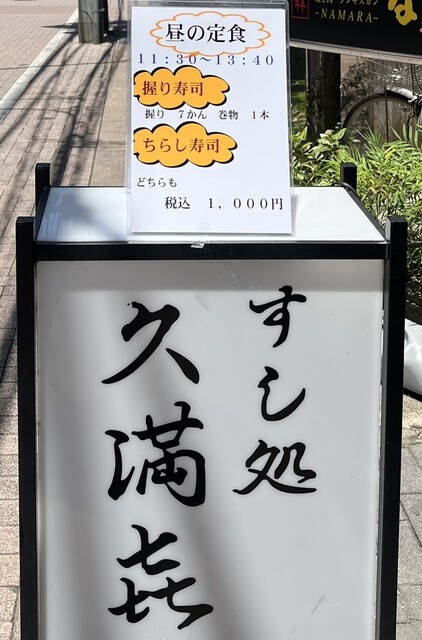 昼の定食
11:30～13:40
握り寿司
握り 7かん 巻物 1本
ちらし寿司
どちらも
税込 1,000円
すし処
久満㐂
-NAMARA-